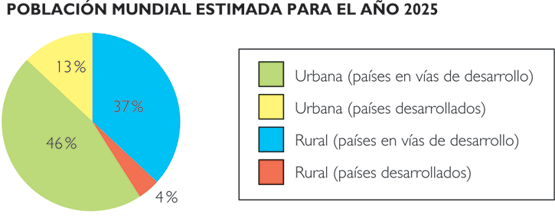 POBLACIÓN MUNDIAL ESTIMADA PARA EL AÑO 2025
13%
37%
46%
4%
Urbana (países en vías de desarrollo)
Urbana (países desarrollados)
Rural (países en vías de desarrollo)
Rural (países desarrollados)